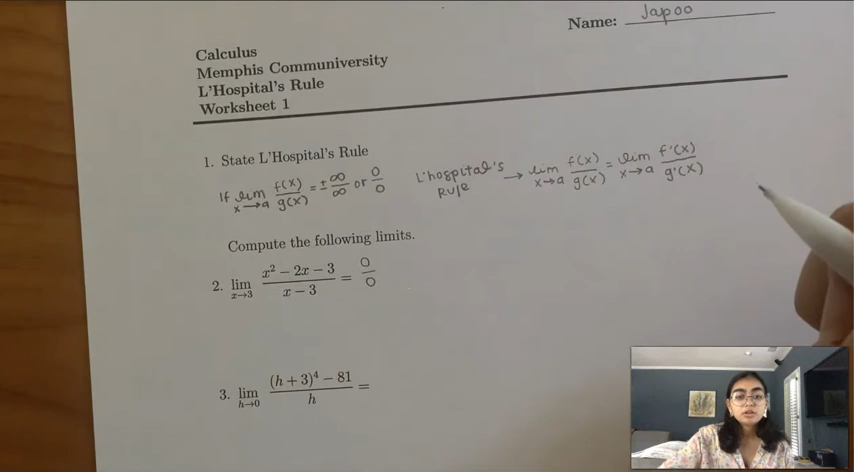 Name: Japoo
Calculus
Memphis Communiversity
L'Hospital's Rule
Worksheet 1
1. State L'Hospital's Rule
If lim x→a f(x)/g(x) = ± ∞/∞ or 0/0 L'hospital's Rule → lim x→a f(x)/g(x) = lim x→a f'(x)/g'(x)
Compute the following limits.
2. lim x→3 (x² − 2x − 3)/(x − 3) = 0/0
3. lim h→0 ((h + 3)⁴ − 81)/h =